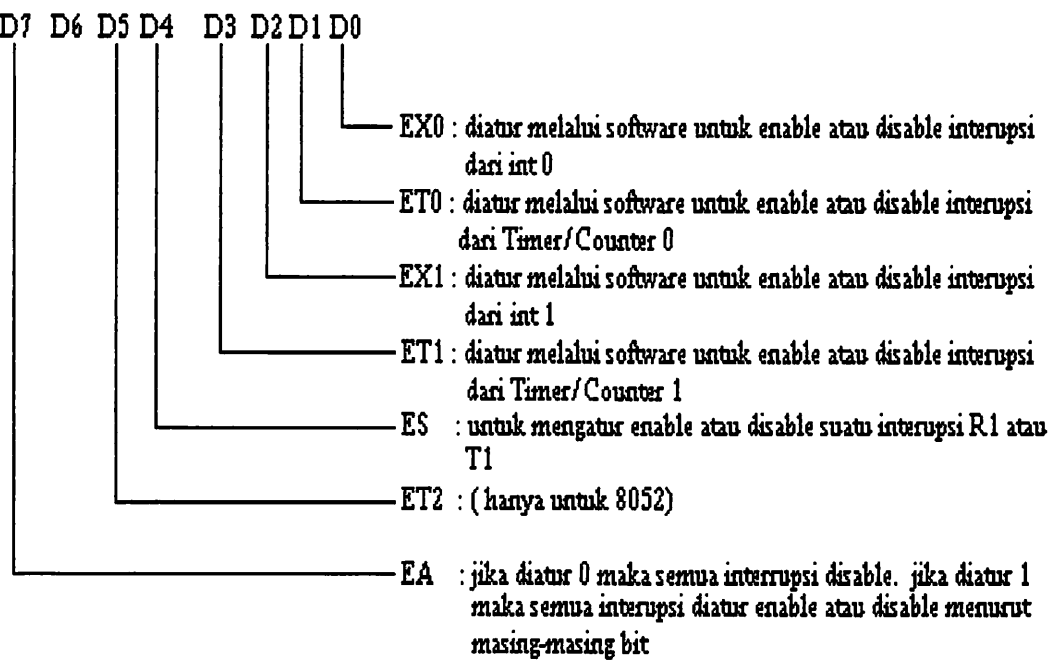 D7 D6 D5 D4 D3 D2 D1 D0
EX0 : diatur melalui software untuk enable atau disable interupsi
dari int 0
ET0 : diatur melalui software untuk enable atau disable interupsi
dari Timer/Counter 0
EX1 : diatur melalui software untuk enable atau disable interupsi
dari int 1
ET1 : diatur melalui software untuk enable atau disable interupsi
dari Timer/Counter 1
ES : untuk mengatur enable atau disable suatu interupsi R1 atau
T1
ET2 : ( hanya untuk 8052)
EA : jika diatur 0 maka semua interrupsi disable. jika diatur 1
maka semua interupsi diatur enable atau disable menurut
masing-masing bit